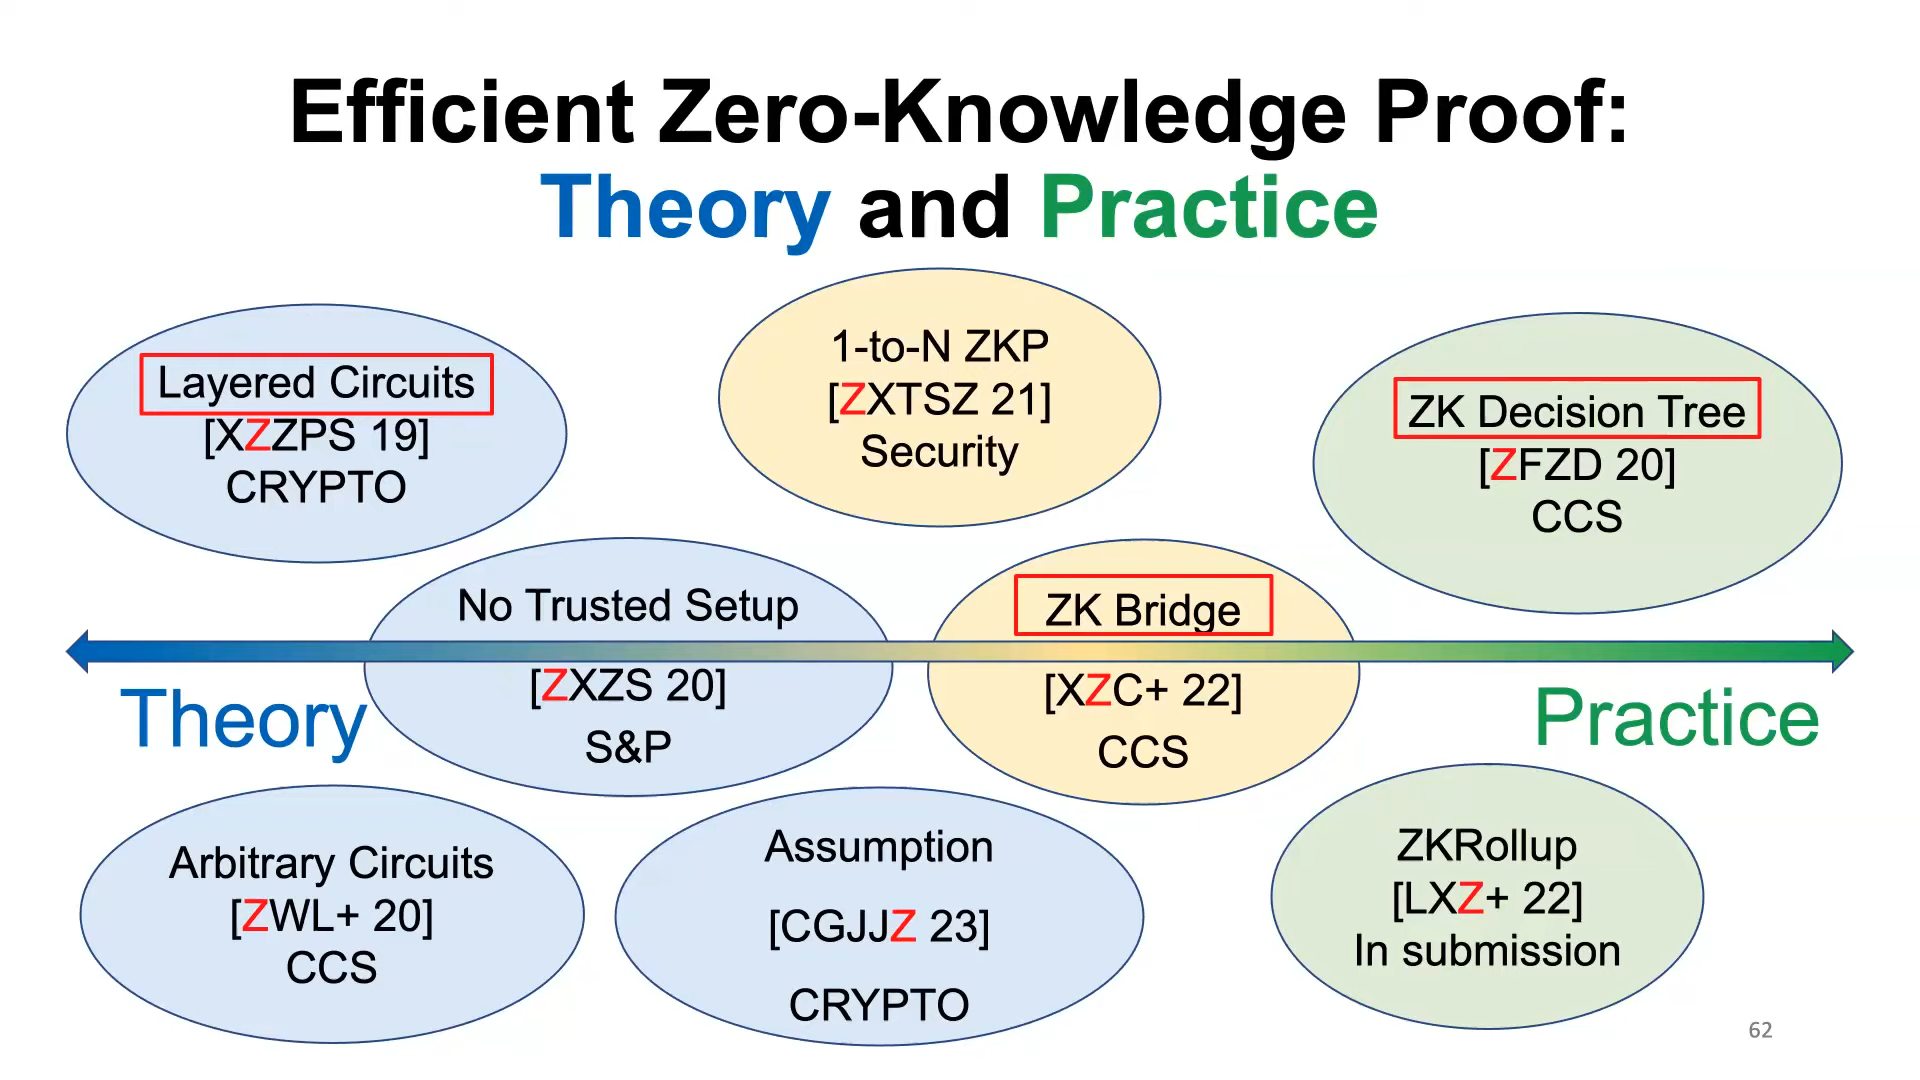 Efficient Zero-Knowledge Proof:
Theory and Practice
Layered Circuits
[XZZPS 19]
CRYPTO
1-to-N ZKP
[ZXTSZ 21]
Security
ZK Decision Tree
[ZFZD 20]
CCS
No Trusted Setup
[ZXZS 20]
S&P
ZK Bridge
[XZC+ 22]
CCS
Theory
Practice
Arbitrary Circuits
[ZWL+ 20]
CCS
Assumption
[CGJJZ 23]
CRYPTO
ZKRollup
[LXZ+ 22]
In submission
62